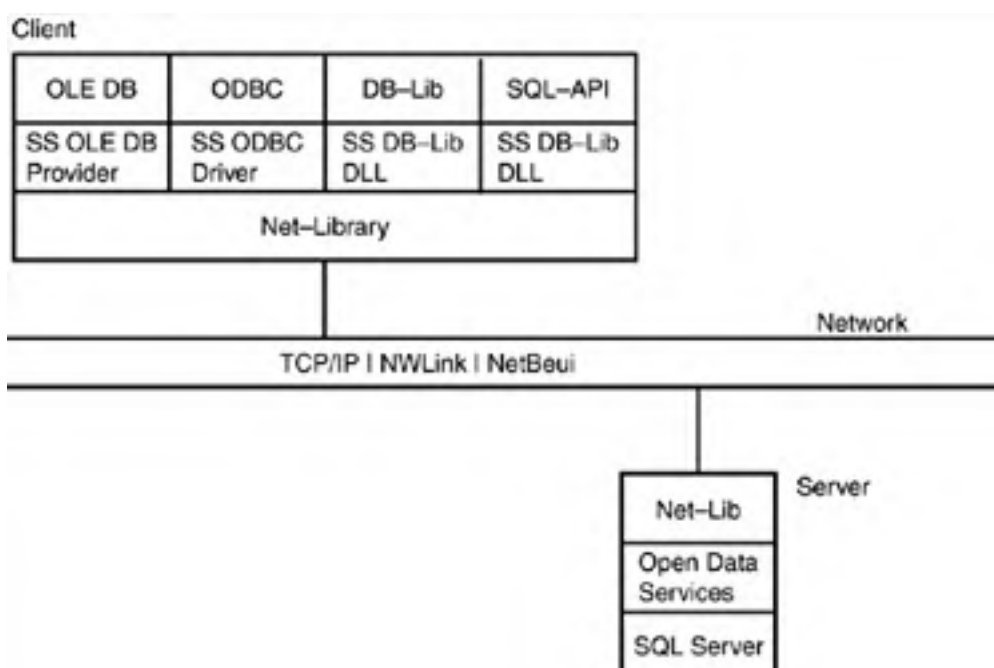 Client
OLE DB
ODBC
DB–Lib
SQL–API
SS OLE DB
Provider
SS ODBC
Driver
SS DB–Lib
DLL
SS DB–Lib
DLL
Net–Library
Network
TCP/IP I NWLink I NetBeui
Server
Net–Lib
Open Data
Services
SQL Server